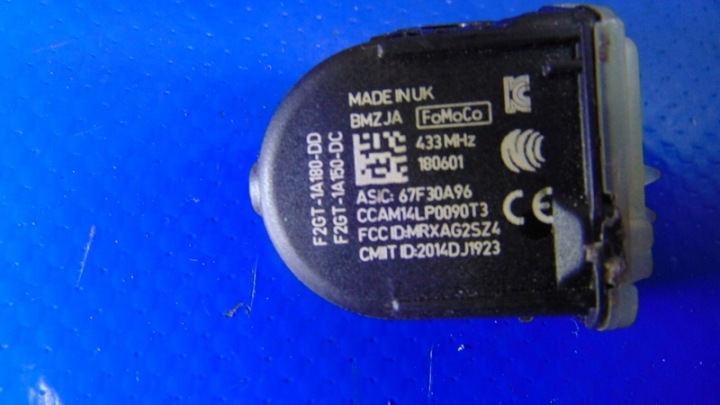 MADE IN UK
BMZJA FoMoCo
433 MHz
180601
ASIC: 67F30A96
CCAM14LP0090T3
FCC ID:MRXAG2SZ4
CMIIT ID:2014DJ1923
CE
F2GT-1A180-DD
F2GT-1A150-DC